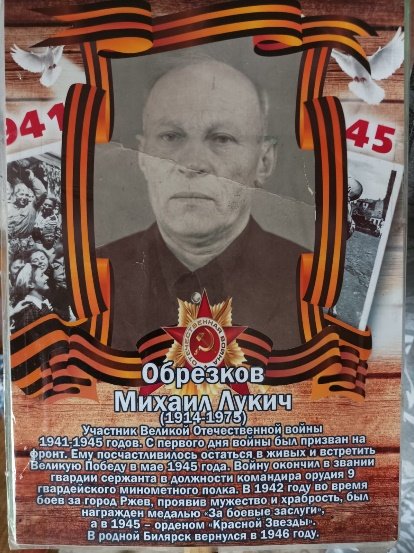 941
45
ОТЕЧЕСТВЕННАЯ ВОЙНА
Обрезков
Михаил Лукич
(1914-1975)
Участник Великой Отечественной войны
1941-1945 годов. С первого дня войны был призван на
фронт. Ему посчастливилось остаться в живых и встретить
Великую Победу в мае 1945 года. Войну окончил в звании
гвардии сержанта в должности командира орудия 9
гвардейского минометного полка. В 1942 году во время
боев за город Ржев, проявив мужество и храбрость, был
награжден медалью «За боевые заслуги»,
а в 1945 – орденом "Красной Звезды".
В родной Билярск вернулся в 1946 году.